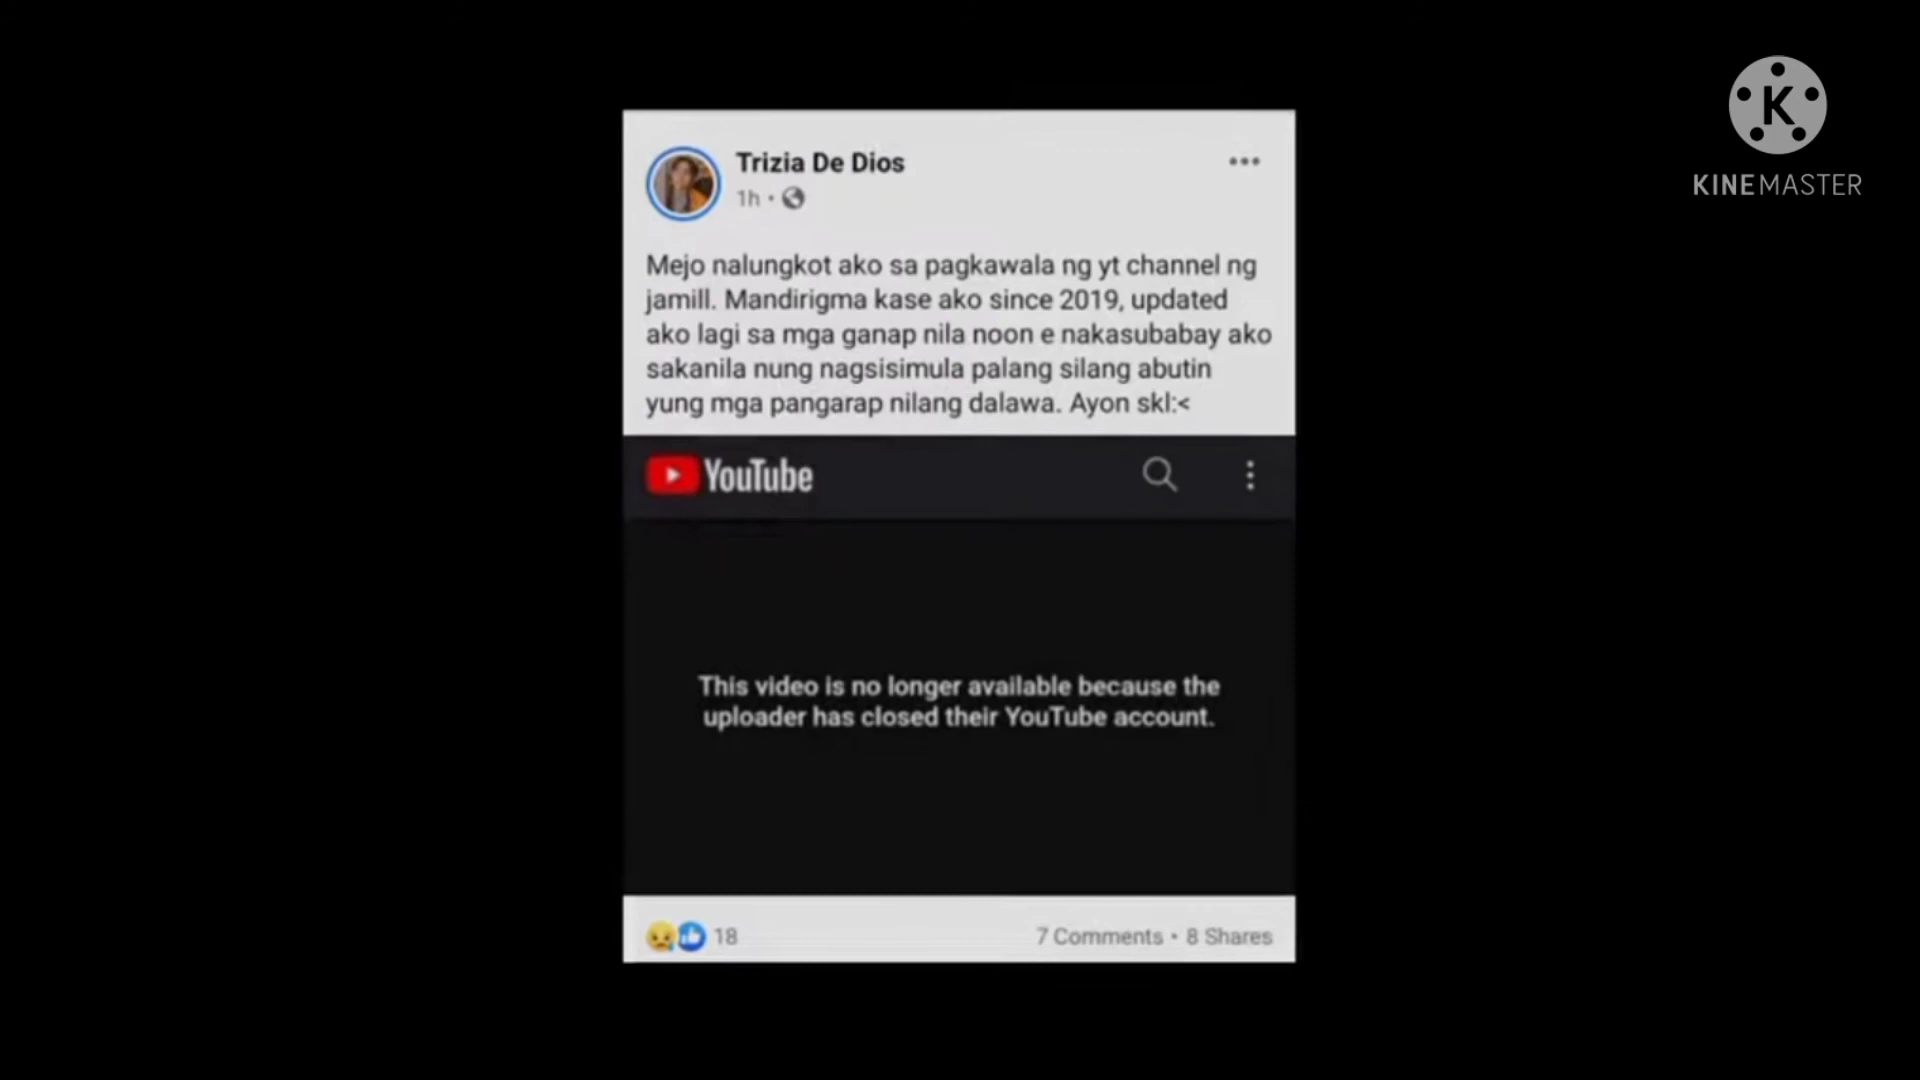 K
KINEMASTER
Trizia De Dios
1h
Mejo nalungkot ako sa pagkawala ng yt channel ng
jamill. Mandirigma kase ako since 2019, updated
ako lagi sa mga ganap nila noon e nakasubabay ako
sakanila nung nagsisimula palang silang abutin
yung mga pangarap nilang dalawa. Ayon skl:<
YouTube
This video is no longer available because the
uploader has closed their YouTube account.
18
7 Comments • 8 Shares